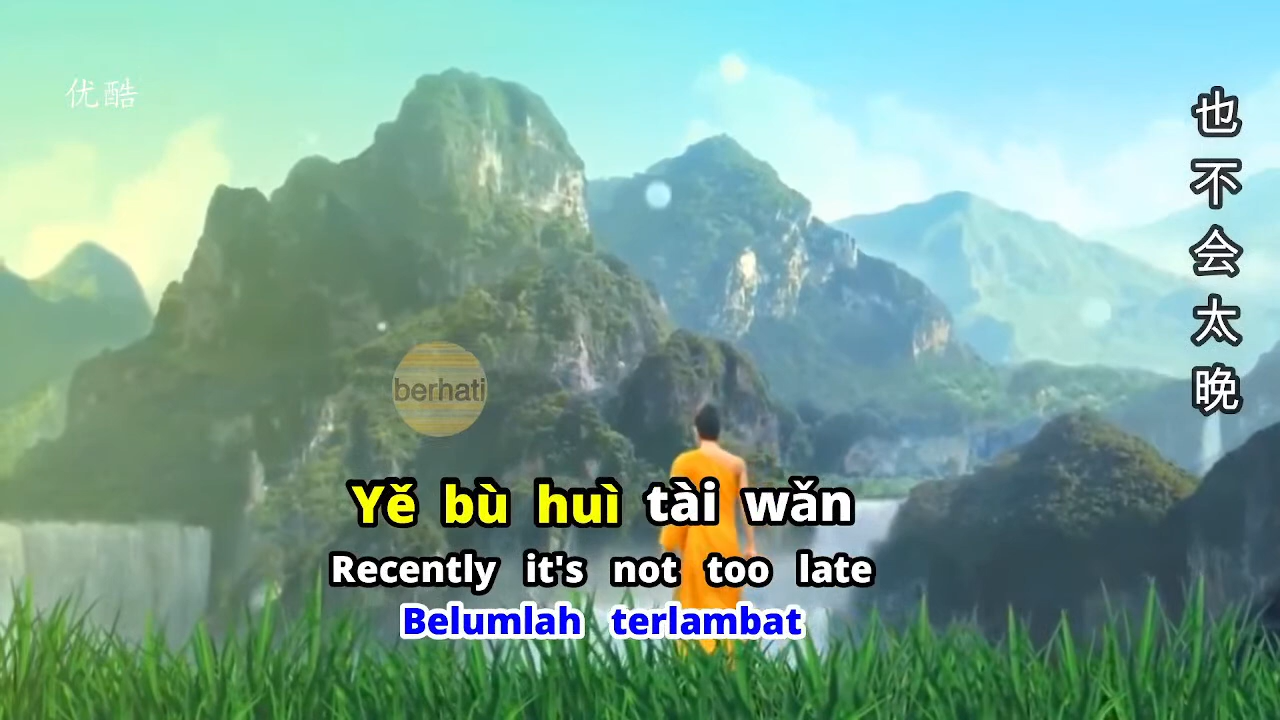 优酷
也不会太晚
berhati
Yě bù huì tài wǎn
Recently it's not too late
Belumlah terlambat